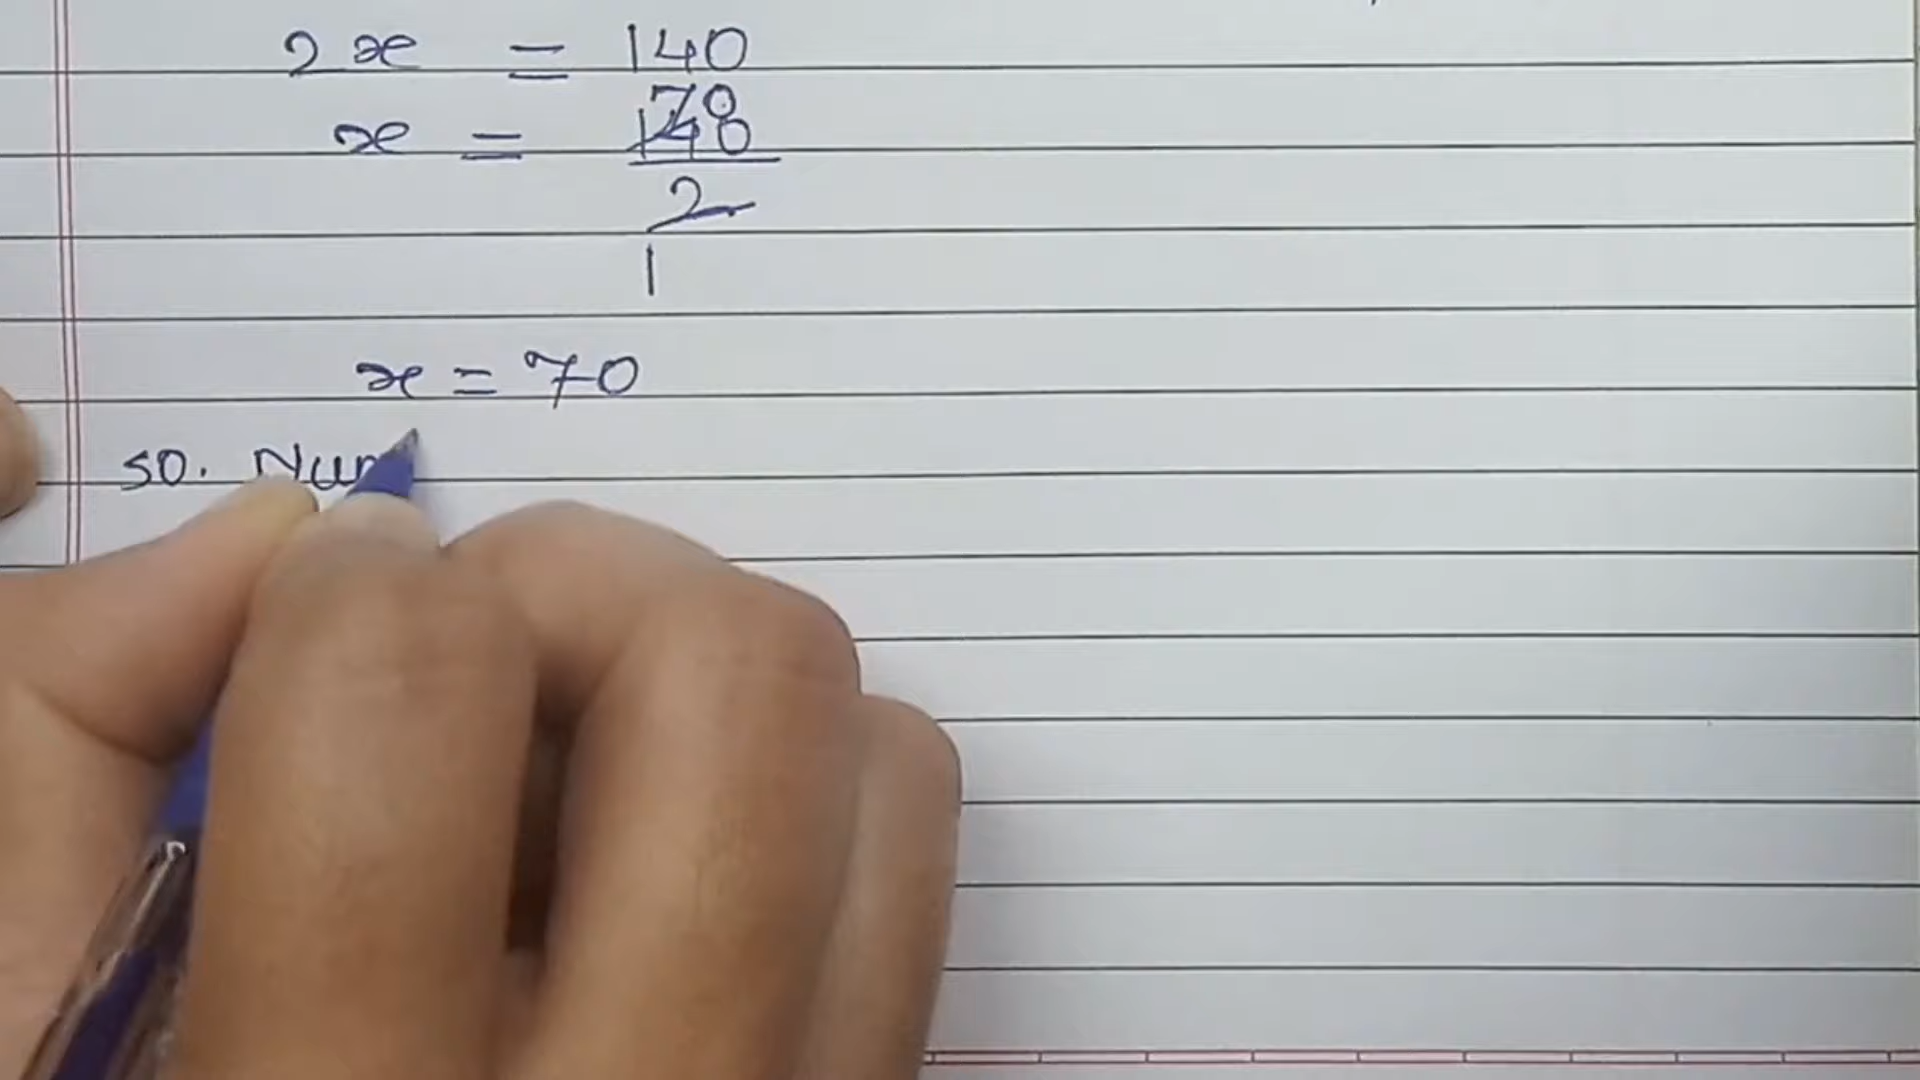 2x = 140
x = 140/2
70
1
x = 70
so. Num